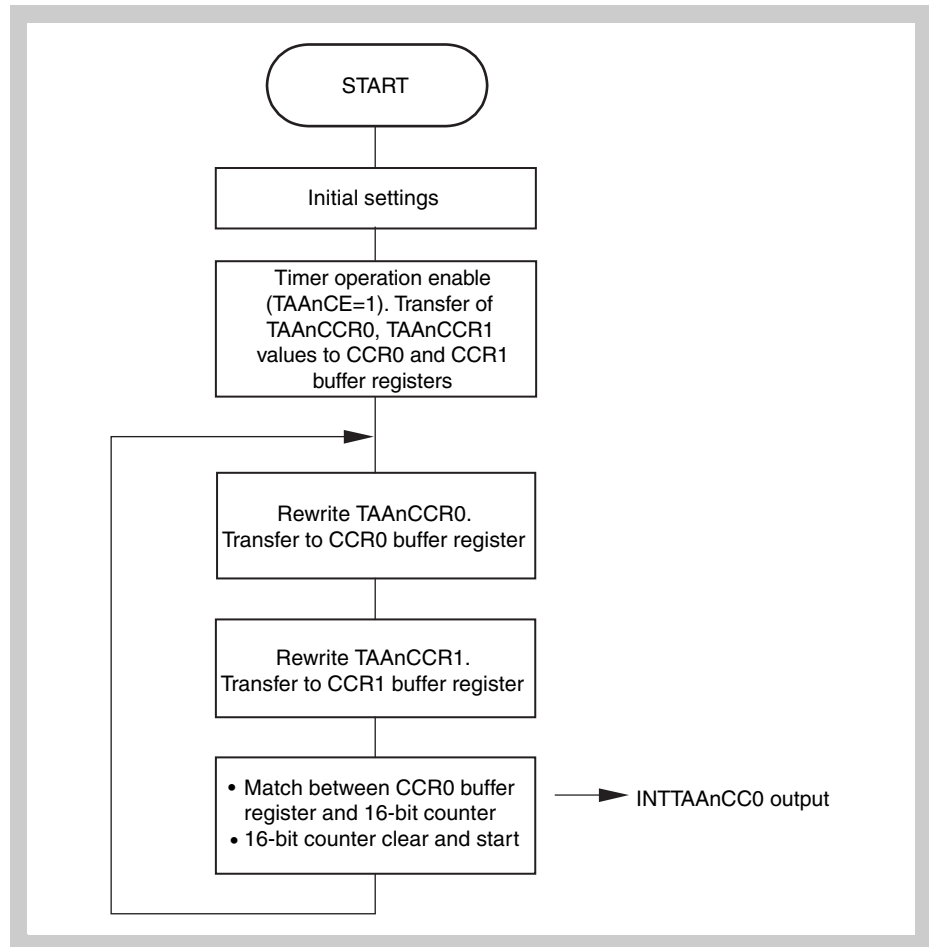 START
Initial settings
Timer operation enable
(TAAnCE=1). Transfer of
TAAnCCR0, TAAnCCR1
values to CCR0 and CCR1
buffer registers
Rewrite TAAnCCR0.
Transfer to CCR0 buffer register
Rewrite TAAnCCR1.
Transfer to CCR1 buffer register
• Match between CCR0 buffer
register and 16-bit counter
• 16-bit counter clear and start
INTTAAnCC0 output